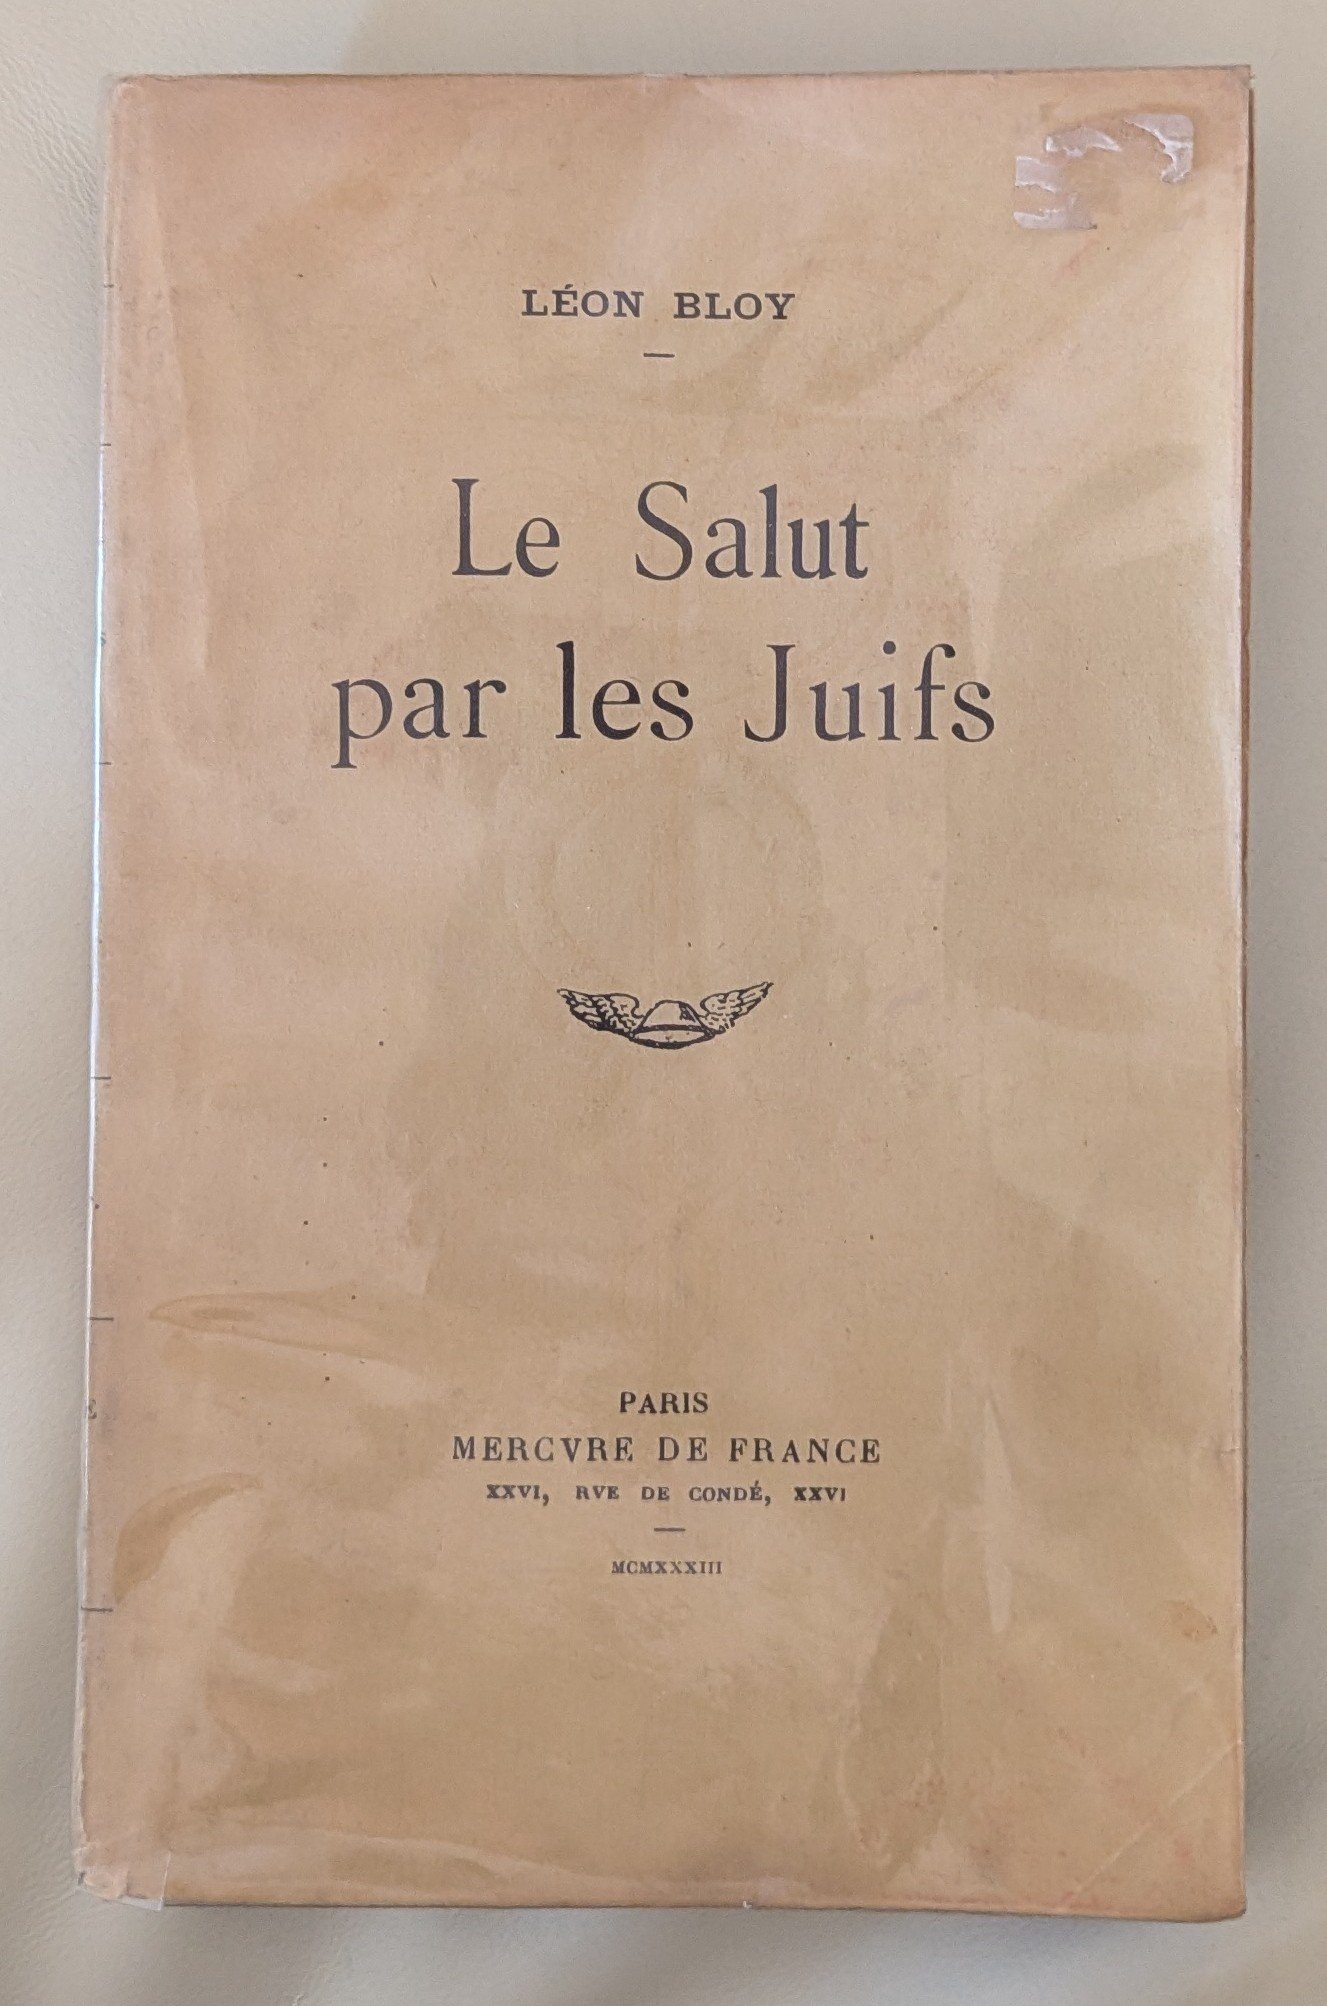 LÉON BLOY
Le Salut
par les Juifs
PARIS
MERCVRE DE FRANCE
XXVI, RVE DE CONDÉ, XXVI
MCMXXXIII